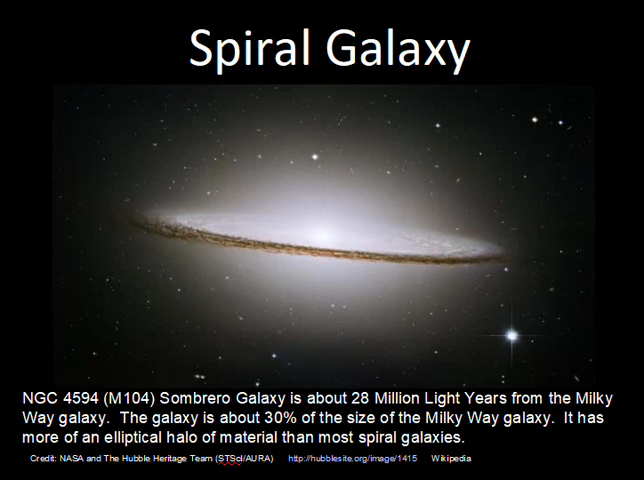 Spiral Galaxy
NGC 4594 (M104) Sombrero Galaxy is about 28 Million Light Years from the Milky
Way galaxy.  The galaxy is about 30% of the size of the Milky Way galaxy.  It has
more of an elliptical halo of material than most spiral galaxies.
Credit: NASA and The Hubble Heritage Team (STScI/AURA)   http://hubblesite.org/image/1415   Wikipedia